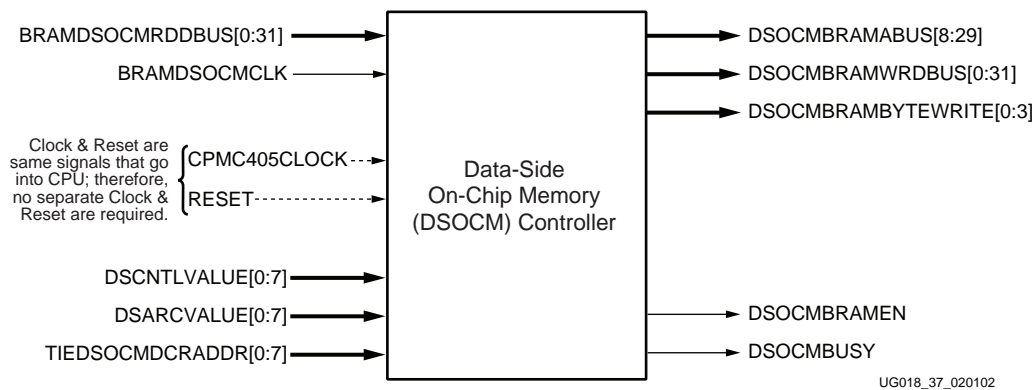 BRAMDSOCMRDDBUS[0:31]
BRAMDSOCMCLK
Clock & Reset are
same signals that go
into CPU; therefore,
no separate Clock &
Reset are required.
CPMC405CLOCK
RESET
DSCNTLVALUE[0:7]
DSARCVALUE[0:7]
TIEDSOCMDCRADDR[0:7]
Data-Side
On-Chip Memory
(DSOCM) Controller
DSOCMBRAMABUS[8:29]
DSOCMBRAMWRDBUS[0:31]
DSOCMBRAMBYTEWRITE[0:3]
DSOCMBRAMEN
DSOCMBUSY
UG018_37_020102